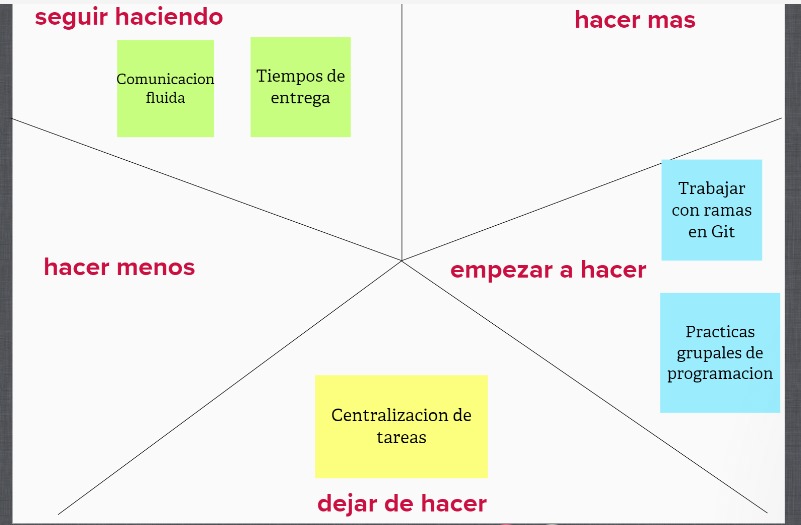 seguir haciendo
hacer mas
Comunicacion
fluida
Tiempos de
entrega
Trabajar
con ramas
en Git
hacer menos
empezar a hacer
Practicas
grupales de
programacion
Centralizacion de
tareas
dejar de hacer